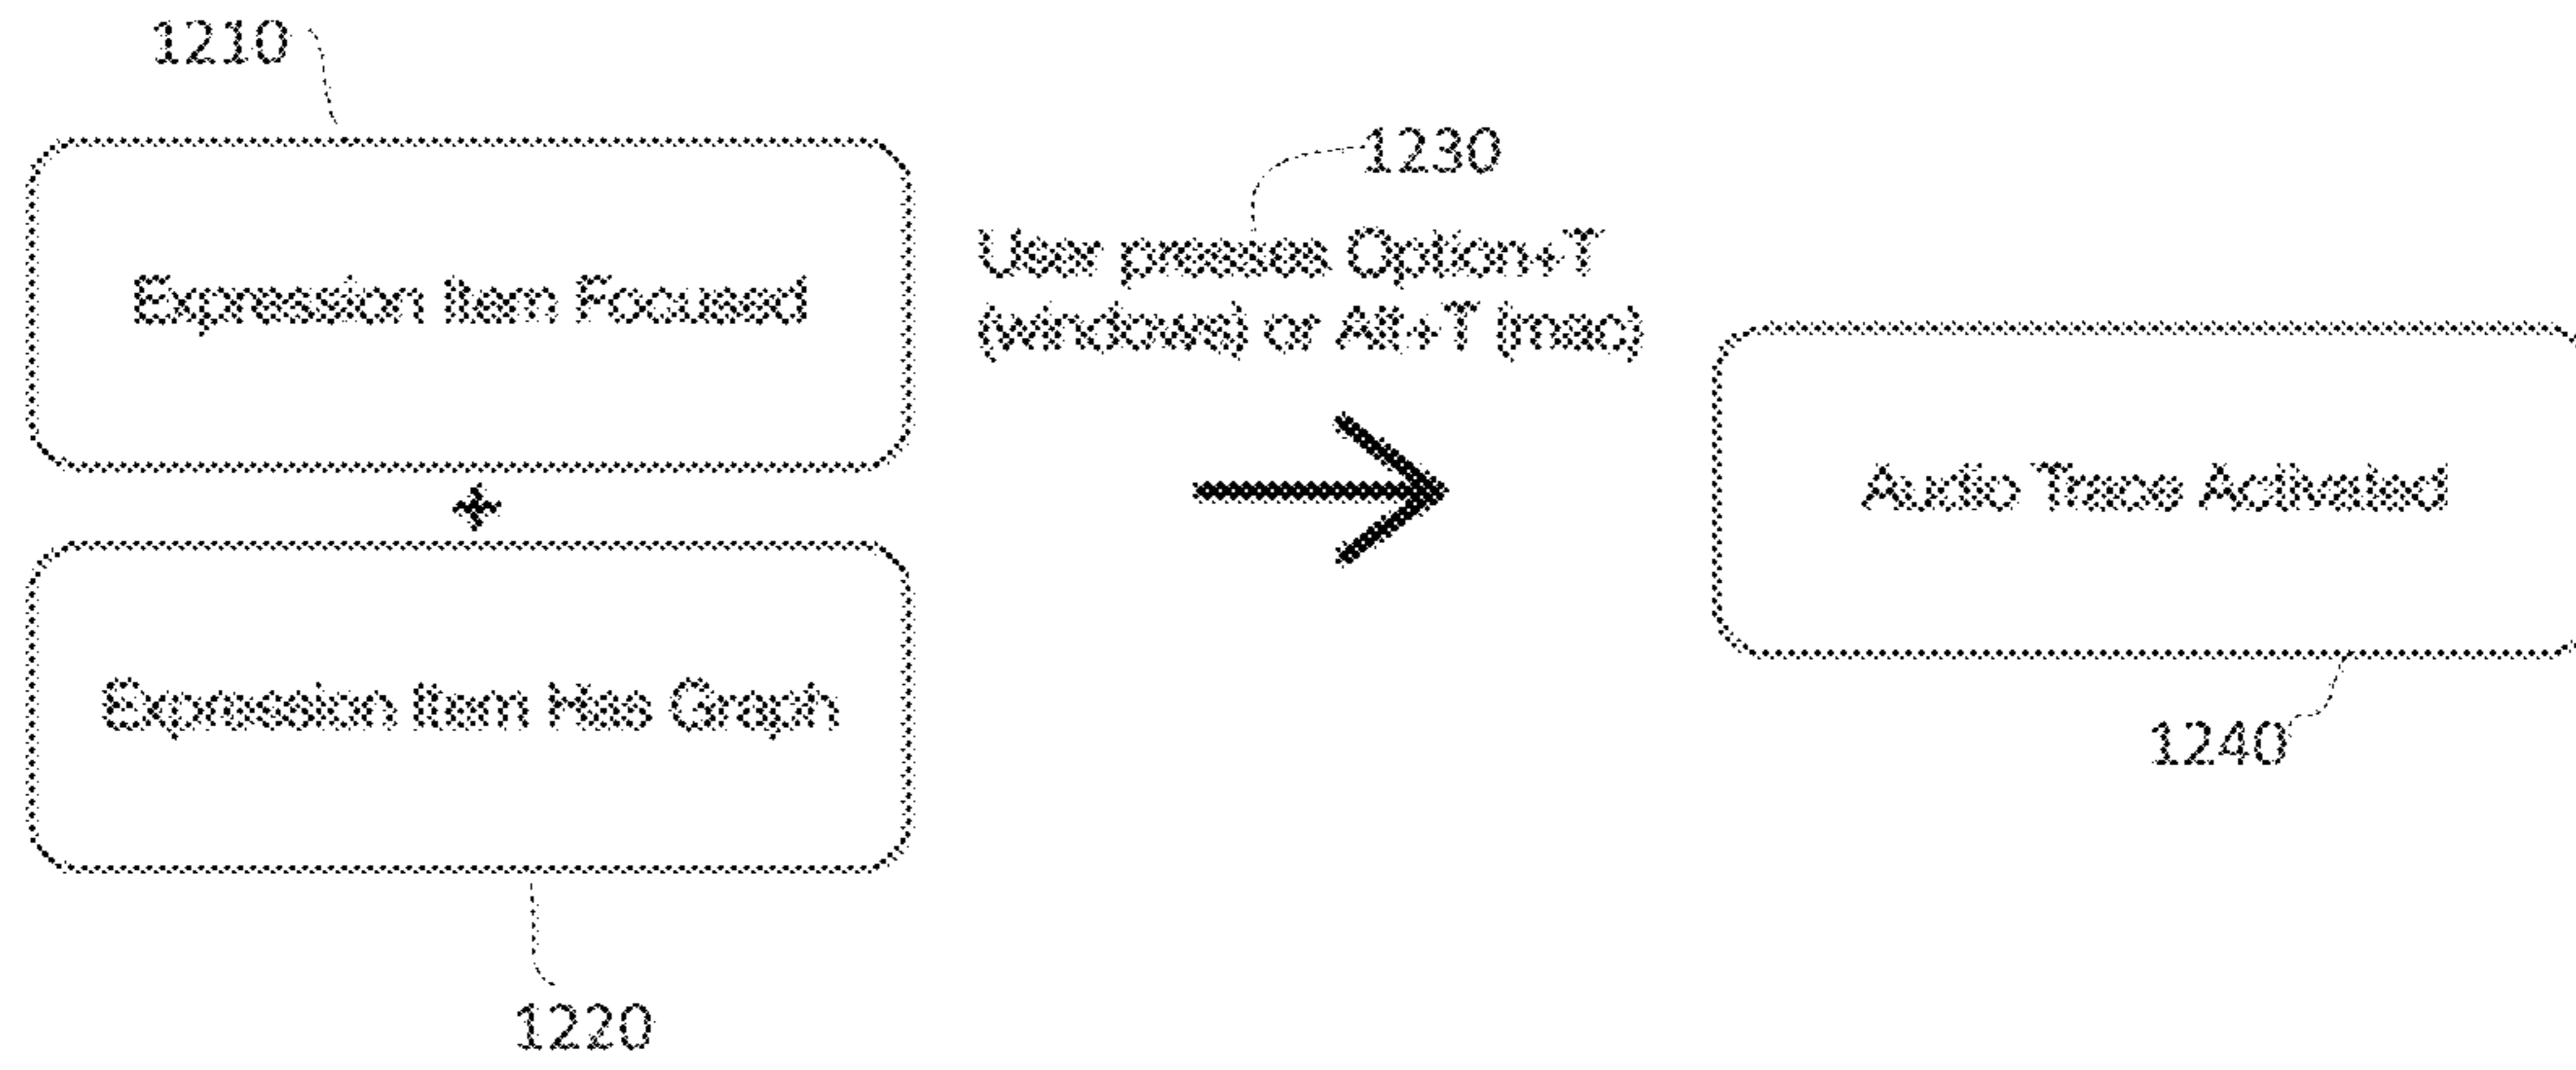 1210
Expression Item Focused
+
Expression Item Has Graph
1220
1230
User presses Option+T
(windows) or Alt+T (mac)
Audio Trace Activated
1240